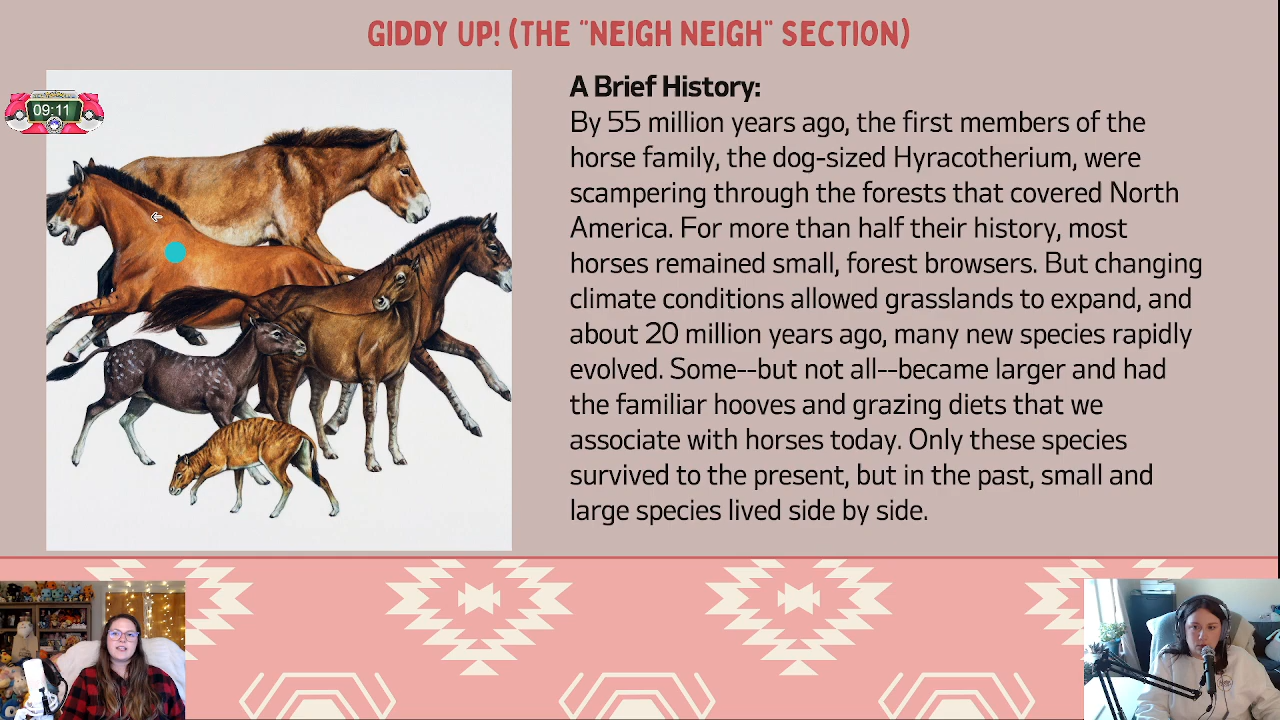 GIDDY UP! (THE "NEIGH NEIGH" SECTION)
09:11
A Brief History:
By 55 million years ago, the first members of the
horse family, the dog-sized Hyracotherium, were
scampering through the forests that covered North
America. For more than half their history, most
horses remained small, forest browsers. But changing
climate conditions allowed grasslands to expand, and
about 20 million years ago, many new species rapidly
evolved. Some--but not all--became larger and had
the familiar hooves and grazing diets that we
associate with horses today. Only these species
survived to the present, but in the past, small and
large species lived side by side.